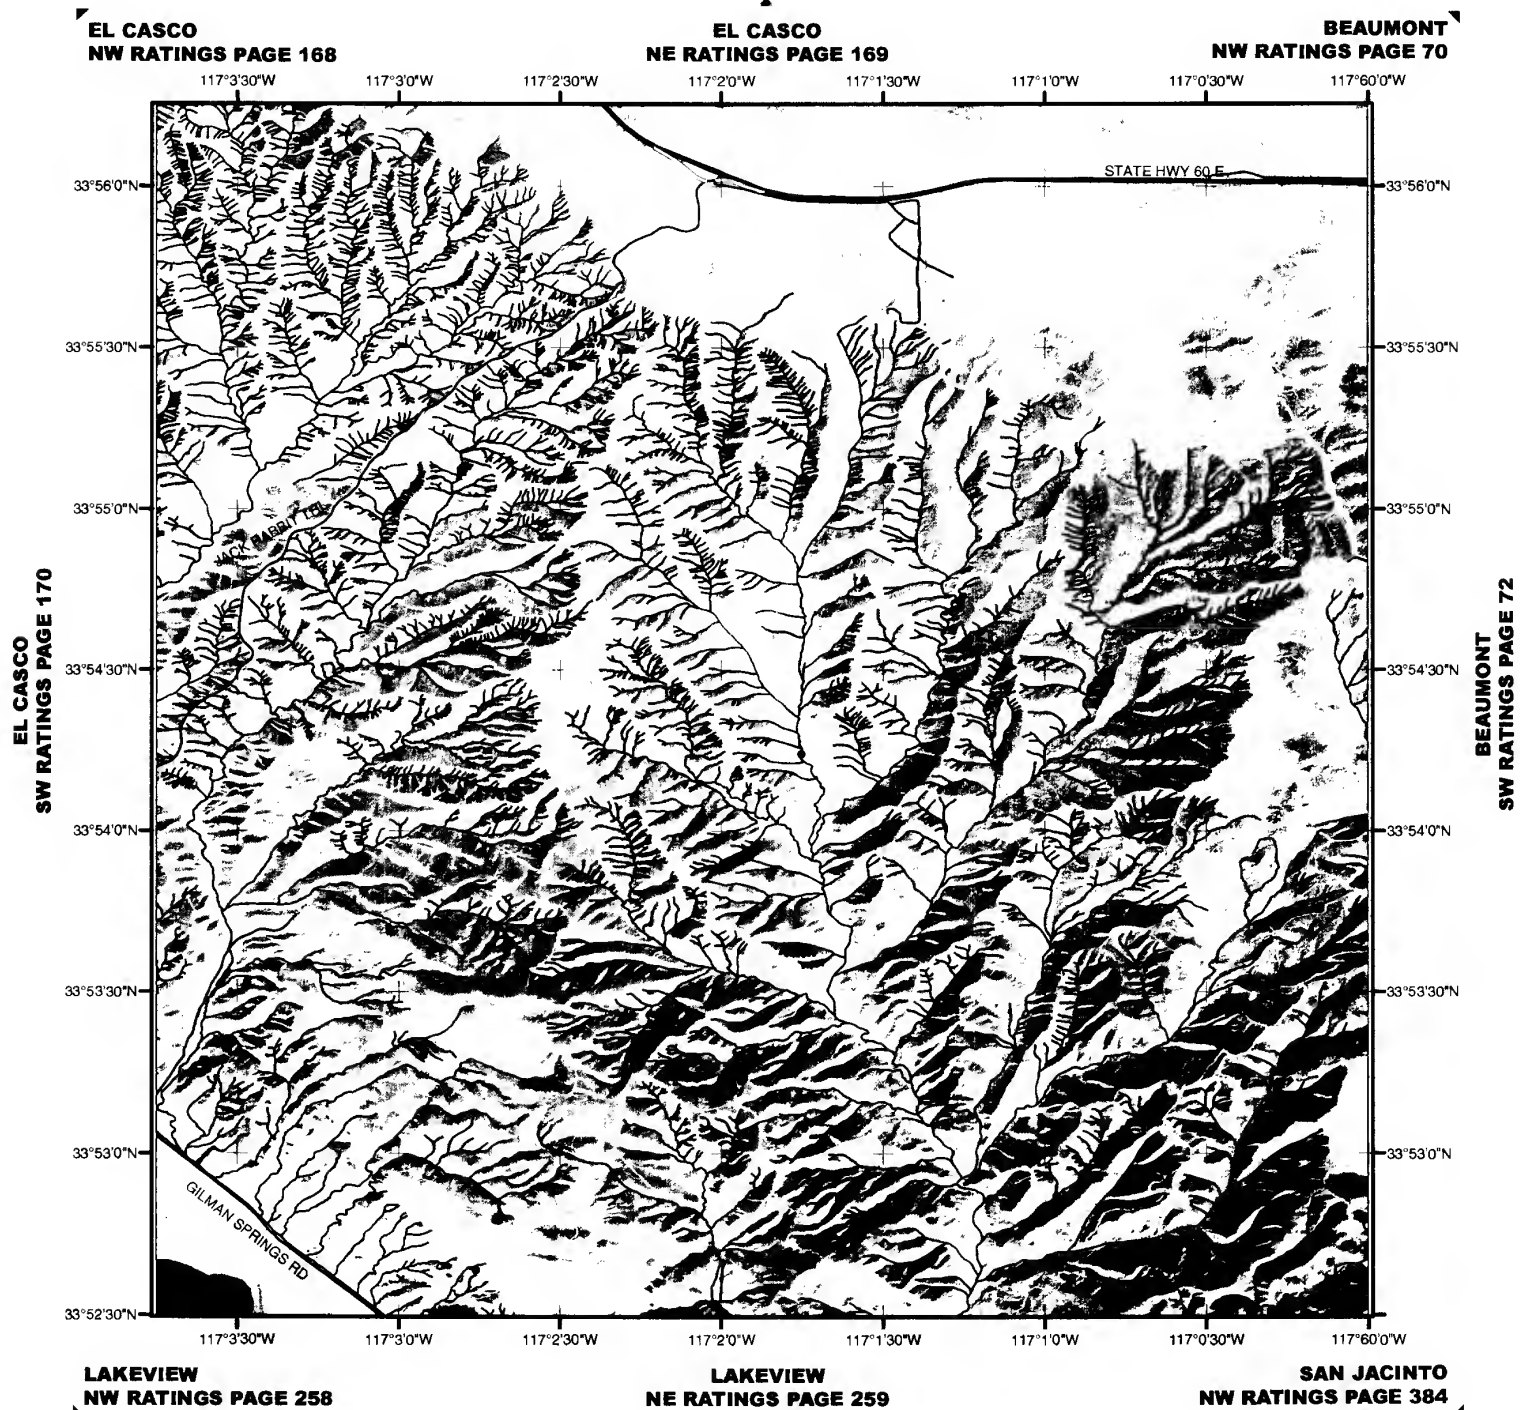 EL CASCO
NW RATINGS PAGE 168
EL CASCO
NE RATINGS PAGE 169
BEAUMONT
NW RATINGS PAGE 70
117°3'30"W
117°3'0"W
117°2'30"W
117°2'0"W
117°1'30"W
117°1'0"W
117°0'30"W
117°60'0"W
STATE HWY 60 E
33°56'0"N
33°56'0"N
33°55'30"N
33°55'30"N
33°55'0"N
33°55'0"N
JACK RABBIT TRL
EL CASCO
SW RATINGS PAGE 170
BEAUMONT
SW RATINGS PAGE 72
33°54'30"N
33°54'30"N
33°54'0"N
33°54'0"N
33°53'30"N
33°53'30"N
33°53'0"N
33°53'0"N
GILMAN SPRINGS RD
33°52'30"N
117°3'30"W
117°3'0"W
117°2'30"W
117°2'0"W
117°1'30"W
117°1'0"W
117°0'30"W
117°60'0"W
LAKEVIEW
NW RATINGS PAGE 258
LAKEVIEW
NE RATINGS PAGE 259
SAN JACINTO
NW RATINGS PAGE 384